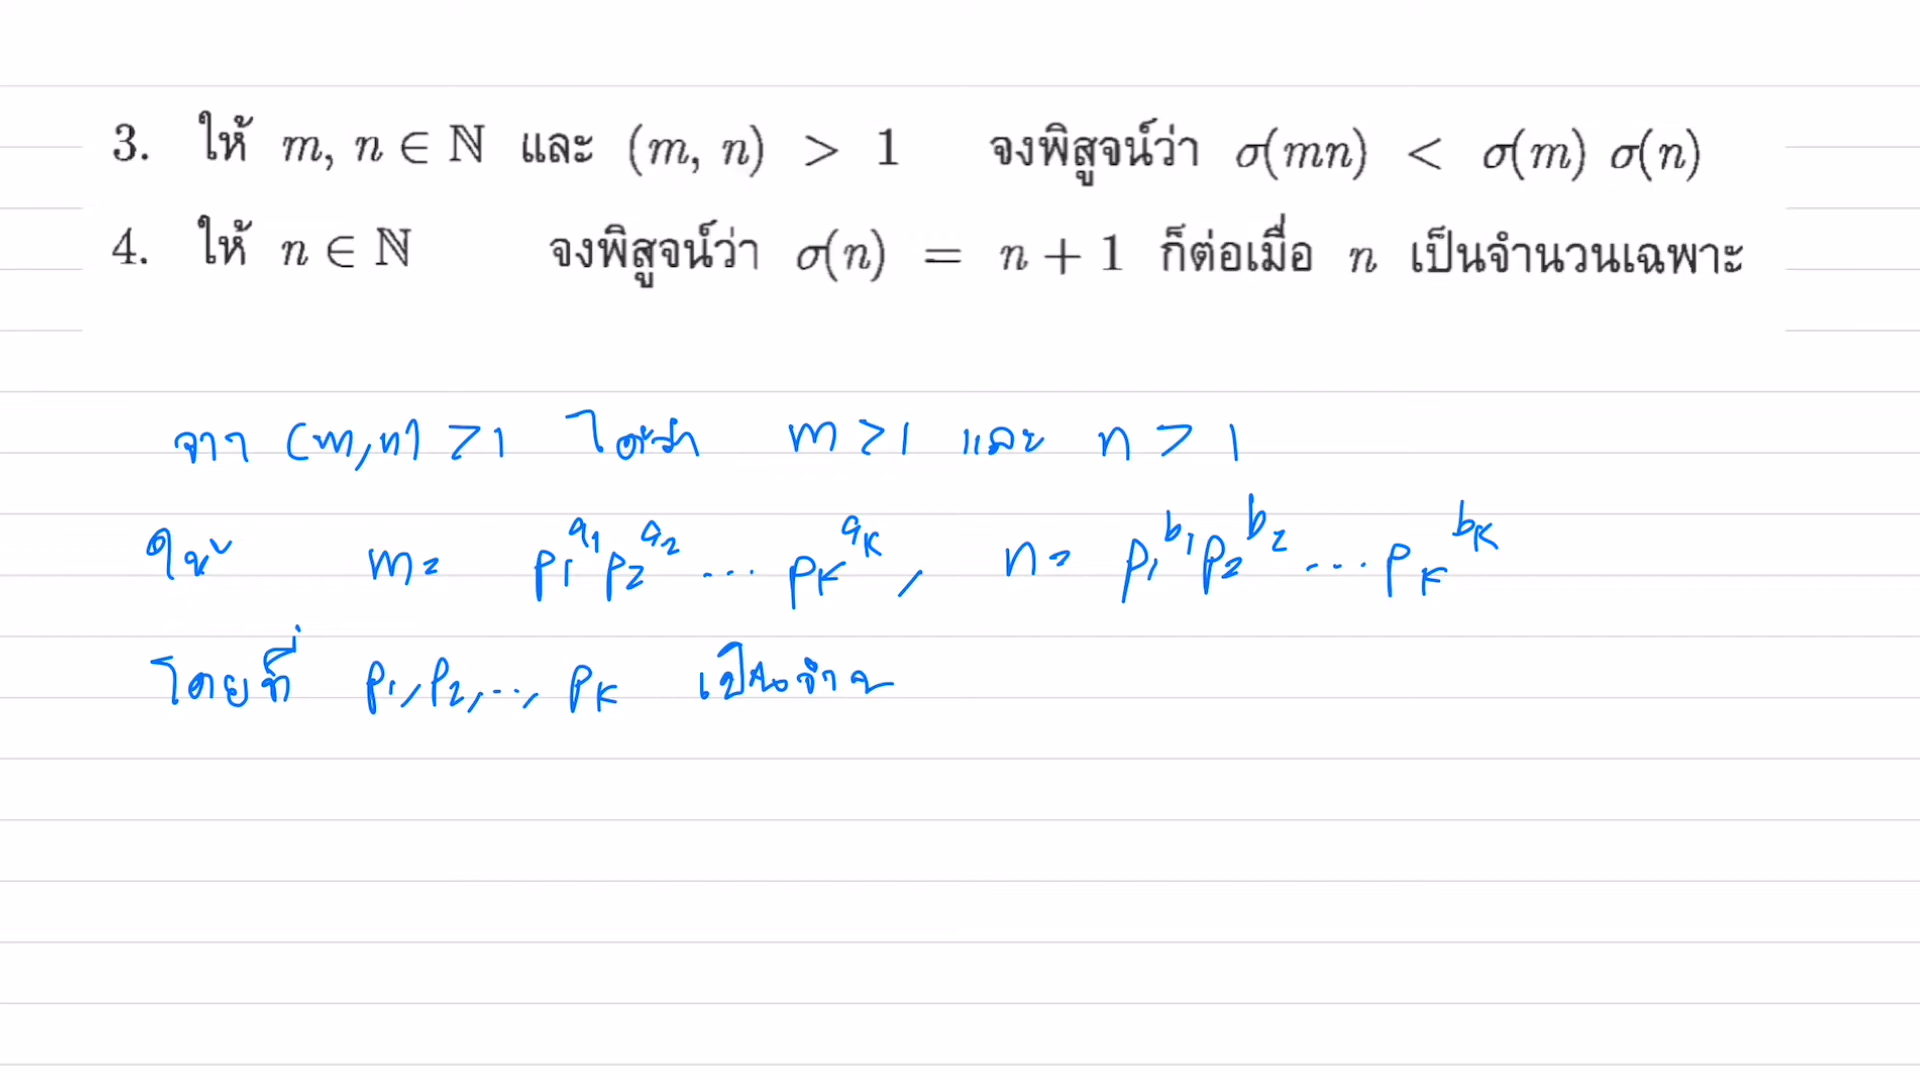 3. ให้ m, n ∈ ℕ และ (m, n) > 1 จงพิสูจน์ว่า σ(mn) < σ(m) σ(n)
4. ให้ n ∈ ℕ จงพิสูจน์ว่า σ(n) = n + 1 ก็ต่อเมื่อ n เป็นจำนวนเฉพาะ
จาก (m,n) >1 ได้ว่า m >1 และ n > 1
ให้ m = p₁^a₁ p₂^a₂ ... pₖ^aₖ , n = p₁^b₁ p₂^b₂ ... pₖ^bₖ
โดยที่ p₁, p₂, ..., pₖ เป็นจำน